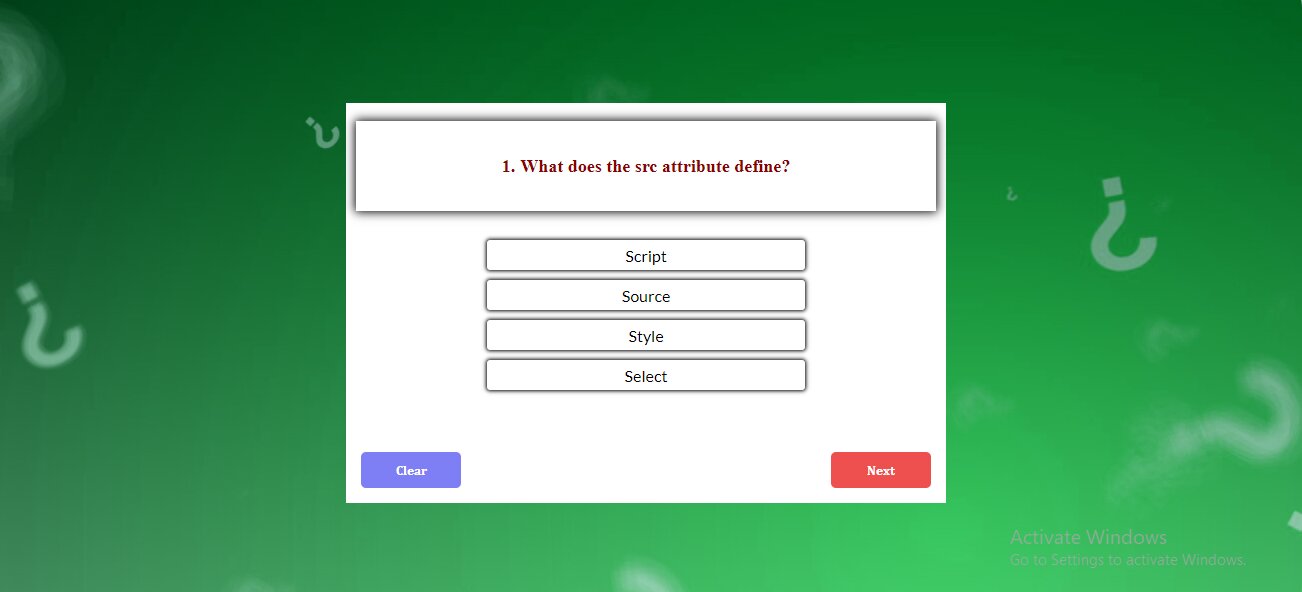 1. What does the src attribute define?
Script
Source
Style
Select
Clear
Next
Activate Windows
Go to Settings to activate Windows.